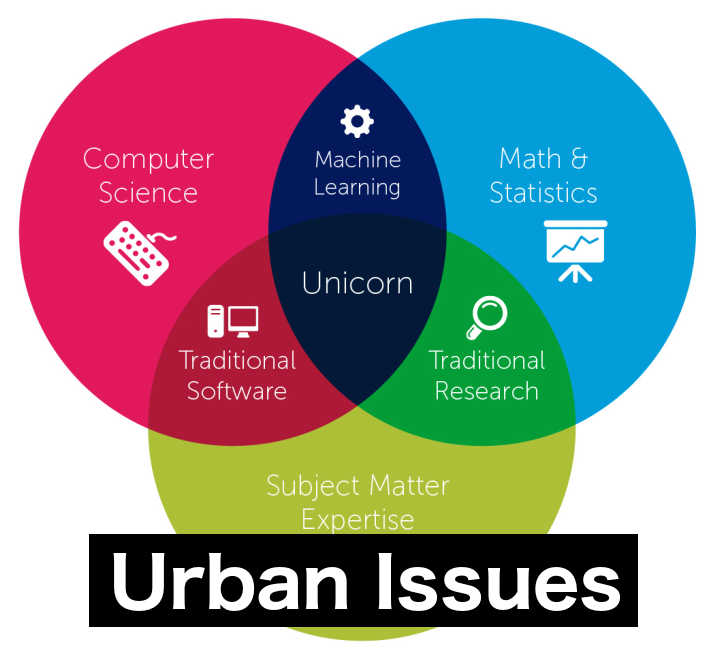 Computer
Science
Machine
Learning
Math &
Statistics
Unicorn
Traditional
Software
Traditional
Research
Subject Matter
Expertise
Urban Issues